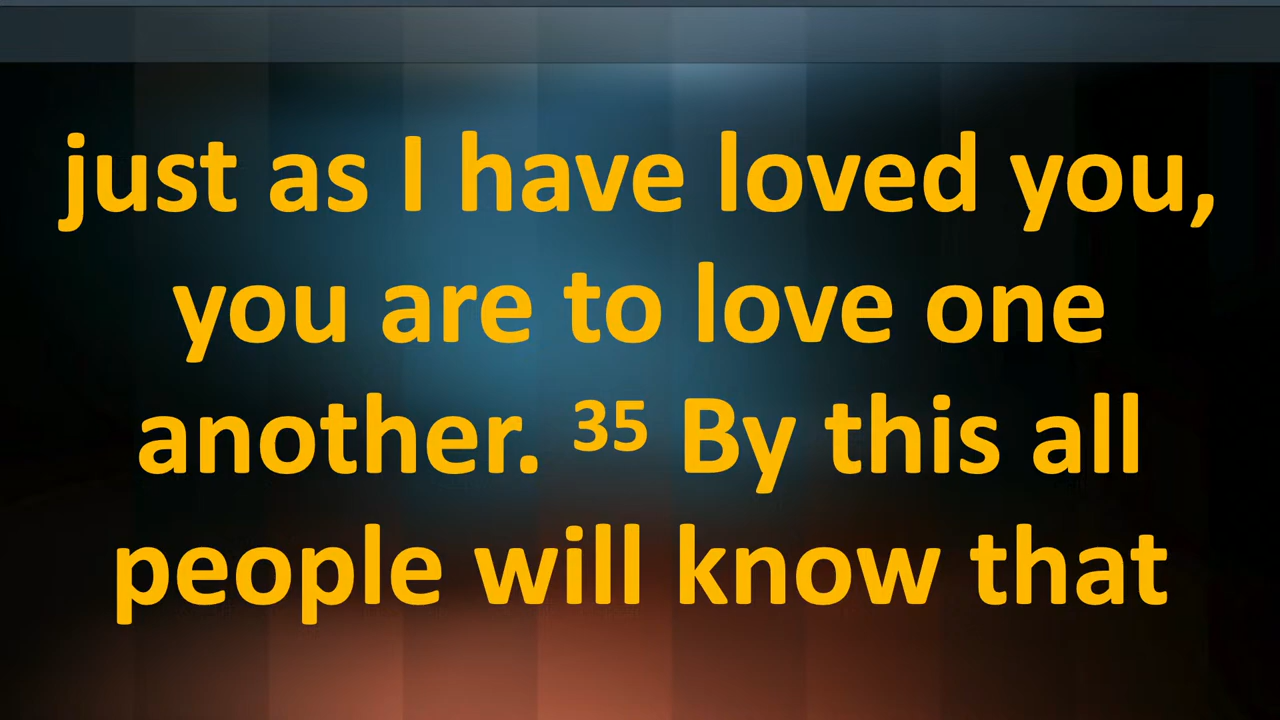 just as I have loved you,
you are to love one
another. ³⁵ By this all
people will know that